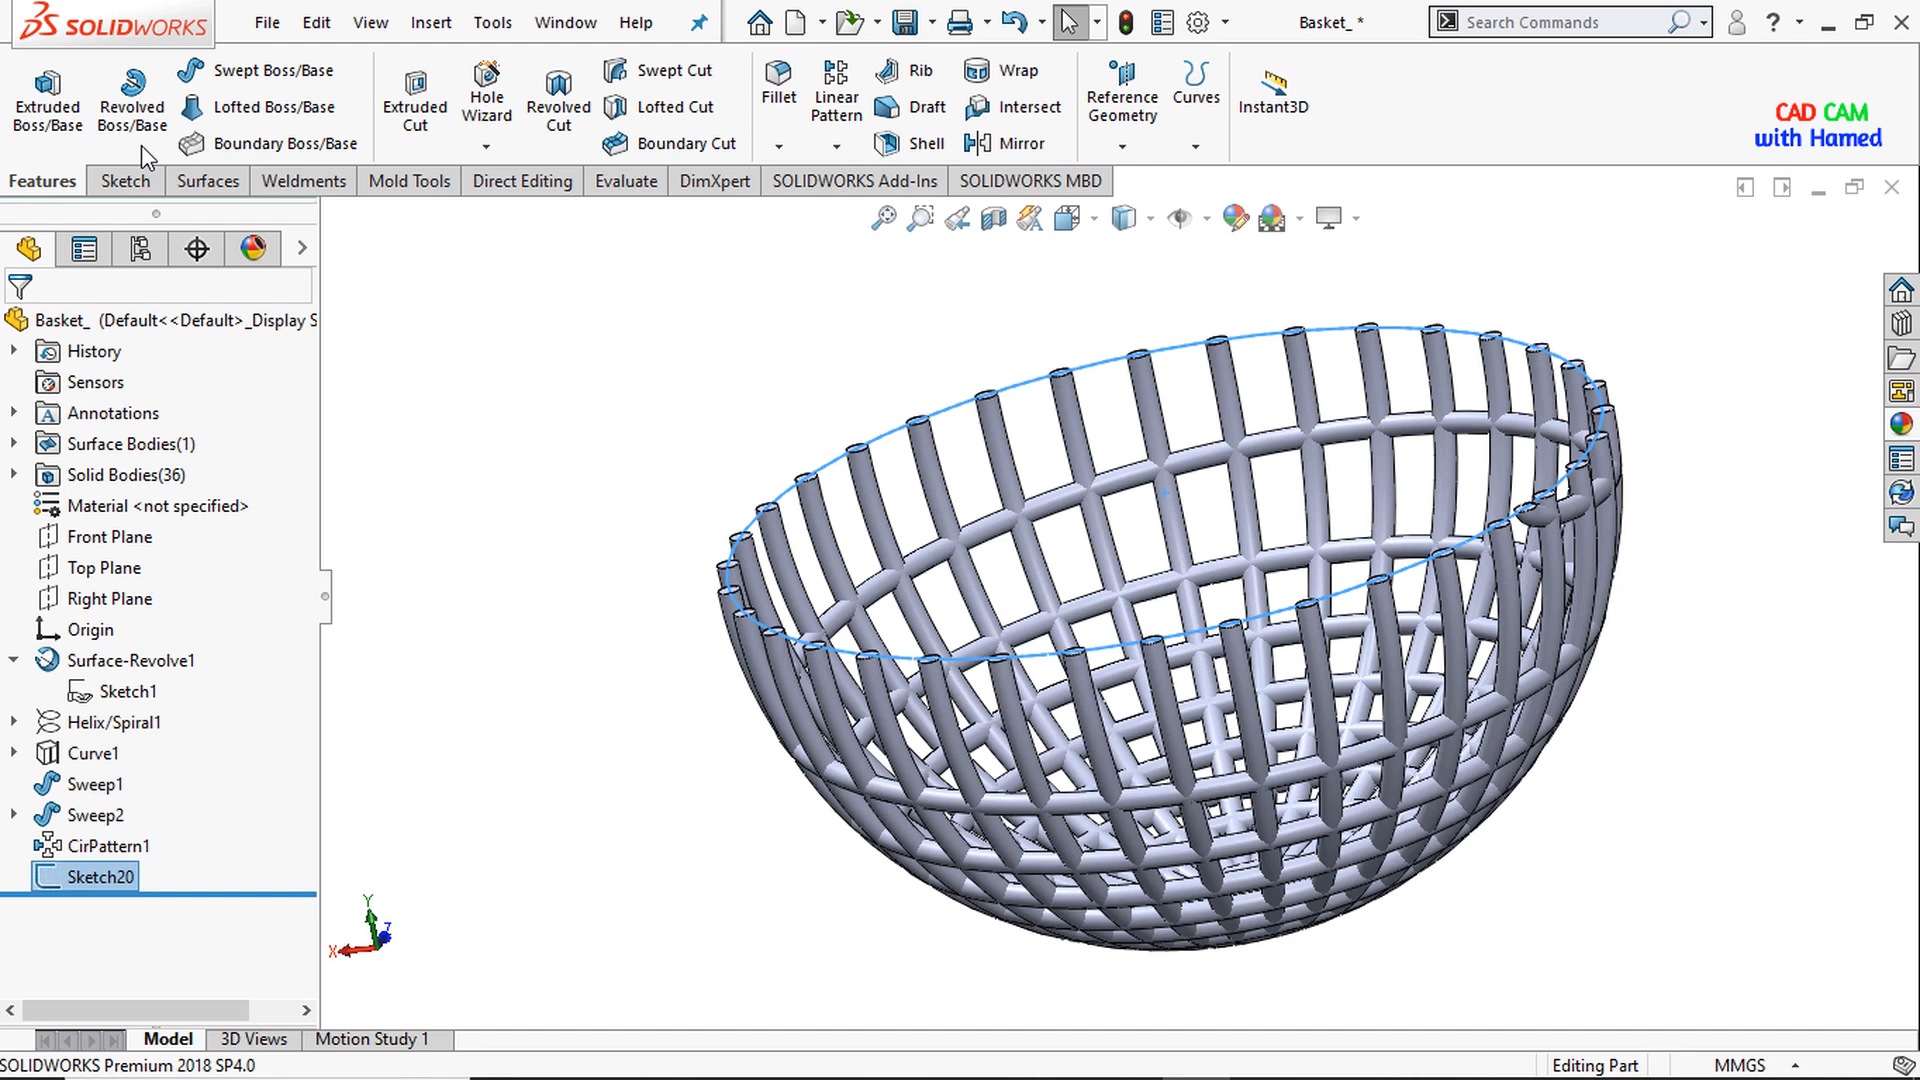 SOLIDWORKS
File Edit View Insert Tools Window Help
Basket_ *
Search Commands
?
Extruded Boss/Base
Revolved Boss/Base
Swept Boss/Base
Lofted Boss/Base
Boundary Boss/Base
Extruded Cut
Hole Wizard
Revolved Cut
Swept Cut
Lofted Cut
Boundary Cut
Fillet
Linear Pattern
Rib
Draft
Shell
Wrap
Intersect
Mirror
Reference Geometry
Curves
Instant3D
CAD CAM
with Hamed
Features Sketch Surfaces Weldments Mold Tools Direct Editing Evaluate DimXpert SOLIDWORKS Add-Ins SOLIDWORKS MBD
Basket_ (Default<<Default>_Display S
History
Sensors
A Annotations
Surface Bodies(1)
Solid Bodies(36)
Material <not specified>
Front Plane
Top Plane
Right Plane
Origin
Surface-Revolve1
Sketch1
Helix/Spiral1
Curve1
Sweep1
Sweep2
CirPattern1
Sketch20
Y
Z
X
Model 3D Views Motion Study 1
SOLIDWORKS Premium 2018 SP4.0
Editing Part
MMGS